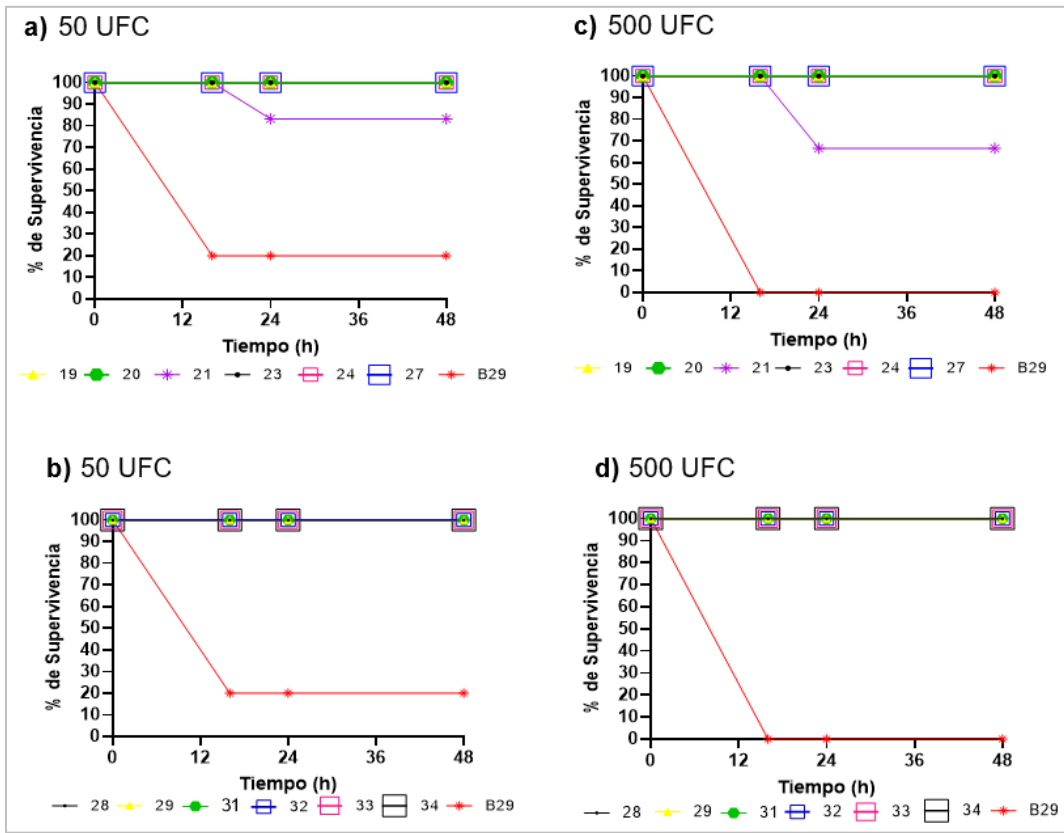 a) 50 UFC
% de Supervivencia
100
90
80
70
60
50
40
30
20
10
0
0 12 24 36 48
Tiempo (h)
19 20 21 23 24 27 B29
c) 500 UFC
% de Supervivencia
100
90
80
70
60
50
40
30
20
10
0
0 12 24 36 48
Tiempo (h)
19 20 21 23 24 27 B29
b) 50 UFC
% de Supervivencia
100
90
80
70
60
50
40
30
20
10
0
0 12 24 36 48
Tiempo (h)
28 29 31 32 33 34 B29
d) 500 UFC
% de Supervivencia
100
90
80
70
60
50
40
30
20
10
0
0 12 24 36 48
Tiempo (h)
28 29 31 32 33 34 B29